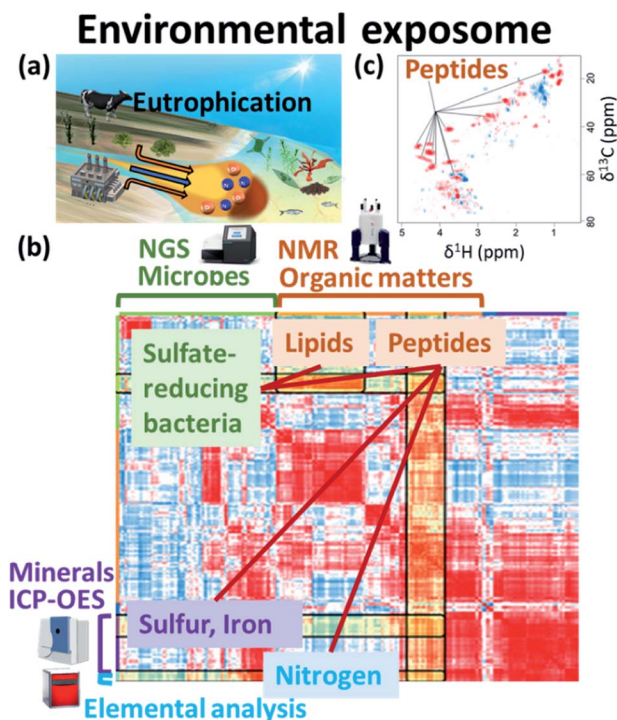 Environmental exposome
(a)
Eutrophication
(c)
Peptides
20
40
60
80
δ13C (ppm)
5
4
3
2
1
δ1H (ppm)
(b)
NGS
Microbes
NMR
Organic matters
Sulfate-
reducing
bacteria
Lipids
Peptides
Minerals
ICP-OES
Sulfur, Iron
Nitrogen
Elemental analysis